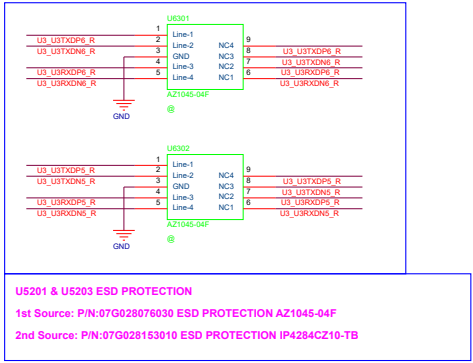 U6301
1 Line-1
U3_U3TXDP6_R 2 Line-2 NC4 9 U3_U3TXDP6_R
U3_U3TXDN6_R 3 GND NC3 8 U3_U3TXDN6_R
4 Line-3 NC2 7
U3_U3RXDP6_R 5 Line-4 NC1 6 U3_U3RXDP6_R
U3_U3RXDN6_R U3_U3RXDN6_R
AZ1045-04F
@
GND
U6302
1 Line-1
U3_U3TXDP5_R 2 Line-2 NC4 9 U3_U3TXDP5_R
U3_U3TXDN5_R 3 GND NC3 8 U3_U3TXDN5_R
4 Line-3 NC2 7
U3_U3RXDP5_R 5 Line-4 NC1 6 U3_U3RXDP5_R
U3_U3RXDN5_R U3_U3RXDN5_R
AZ1045-04F
@
GND
U5201 & U5203 ESD PROTECTION
1st Source: P/N:07G028076030 ESD PROTECTION AZ1045-04F
2nd Source: P/N:07G028153010 ESD PROTECTION IP4284CZ10-TB